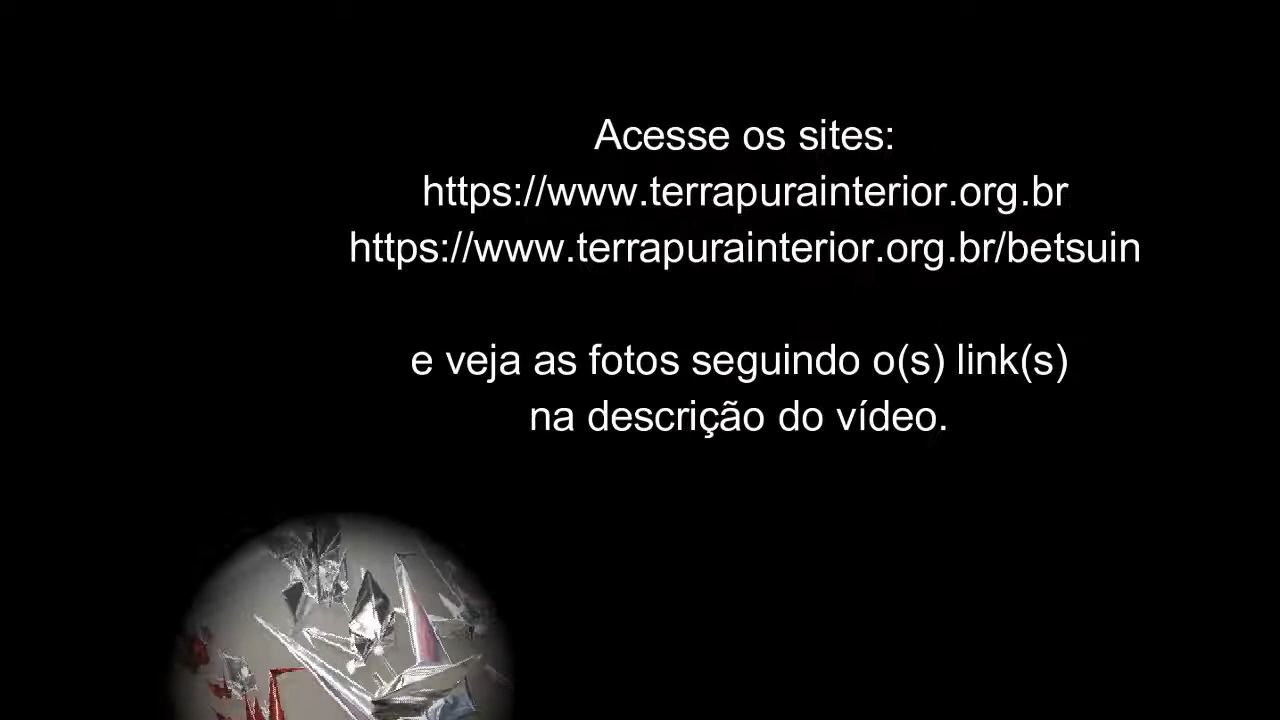 Acesse os sites:
https://www.terrapurainterior.org.br
https://www.terrapurainterior.org.br/betsuin
e veja as fotos seguindo o(s) link(s)
na descrição do vídeo.